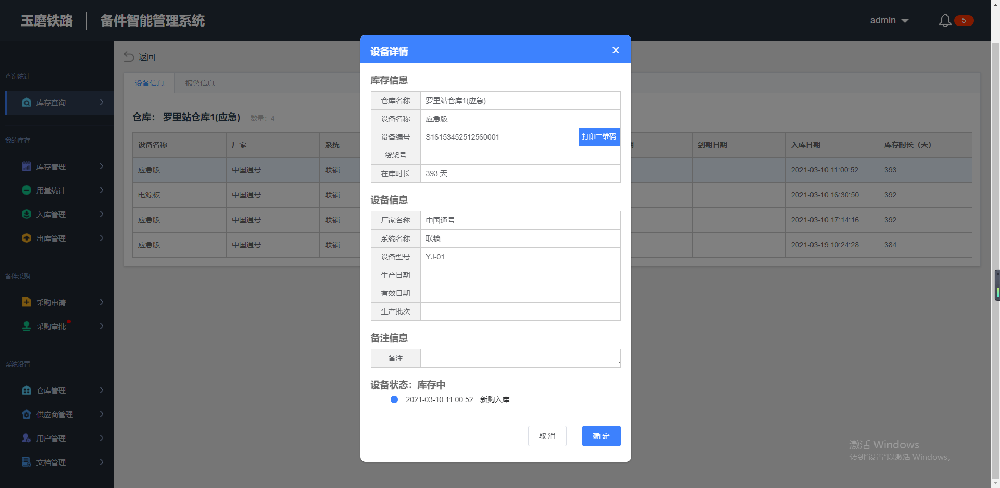 玉磨铁路 备件智能管理系统
admin 5
返回
查询统计
库存查询
我的库存
库存管理
用量统计
入库管理
出库管理
备件采购
采购申请
采购审批
系统设置
仓库管理
供应商管理
用户管理
文档管理
设备信息 报警信息
仓库： 罗里站仓库1(应急) 数量：4
设备名称 厂家 系统 期 到期日期 入库日期 库存时长（天）
应急版 中国通号 联锁 2021-03-10 11:00:52 393
电源板 中国通号 联锁 2021-03-10 16:30:50 392
应急版 中国通号 联锁 2021-03-10 17:14:16 392
应急版 中国通号 联锁 2021-03-19 10:24:28 384
设备详情
库存信息
仓库名称 罗里站仓库1(应急)
设备名称 应急版
设备编号 S16153452512560001 打印二维码
货架号
在库时长 393 天
设备信息
厂家名称 中国通号
系统名称 联锁
设备型号 YJ-01
生产日期
有效日期
生产批次
备注信息
备注
设备状态：库存中
2021-03-10 11:00:52 新购入库
取 消 确 定
激活 Windows
转到"设置"以激活 Windows。